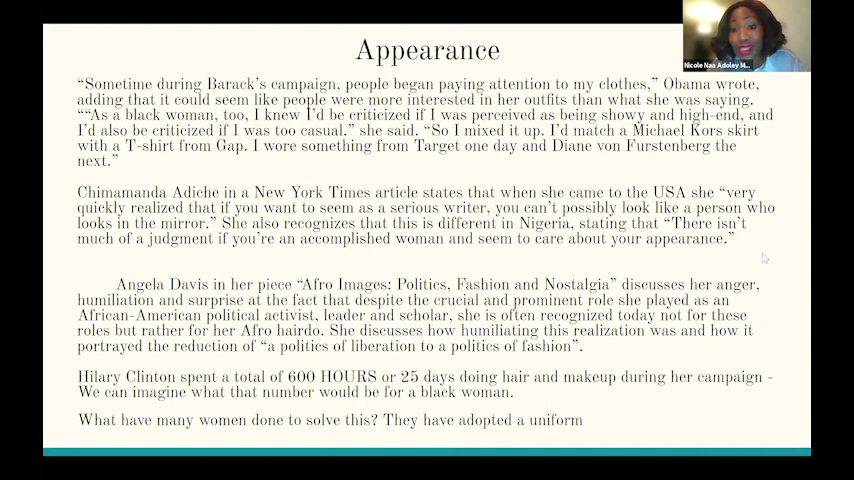 Appearance
Nicole Naa Adoley M...
“Sometime during Barack’s campaign, people began paying attention to my clothes,” Obama wrote,
adding that it could seem like people were more interested in her outfits than what she was saying.
““As a black woman, too, I knew I’d be criticized if I was perceived as being showy and high-end, and
I’d also be criticized if I was too casual.” she said. “So I mixed it up. I’d match a Michael Kors skirt
with a T-shirt from Gap. I wore something from Target one day and Diane von Furstenberg the
next.”
Chimamanda Adiche in a New York Times article states that when she came to the USA she “very
quickly realized that if you want to seem as a serious writer, you can’t possibly look like a person who
looks in the mirror.” She also recognizes that this is different in Nigeria, stating that “There isn’t
much of a judgment if you’re an accomplished woman and seem to care about your appearance.”
Angela Davis in her piece “Afro Images: Politics, Fashion and Nostalgia” discusses her anger,
humiliation and surprise at the fact that despite the crucial and prominent role she played as an
African-American political activist, leader and scholar, she is often recognized today not for these
roles but rather for her Afro hairdo. She discusses how humiliating this realization was and how it
portrayed the reduction of “a politics of liberation to a politics of fashion”.
Hilary Clinton spent a total of 600 HOURS or 25 days doing hair and makeup during her campaign -
We can imagine what that number would be for a black woman.
What have many women done to solve this? They have adopted a uniform